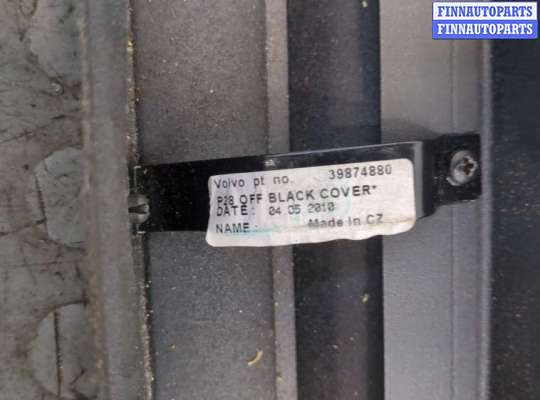 FINNAUTOPARTS
FINNAUTOPARTS
Volvo pt no. 39874880
P28 OFF BLACK COVER*
DATE: 04 05 2010
NAME: Made In CZ